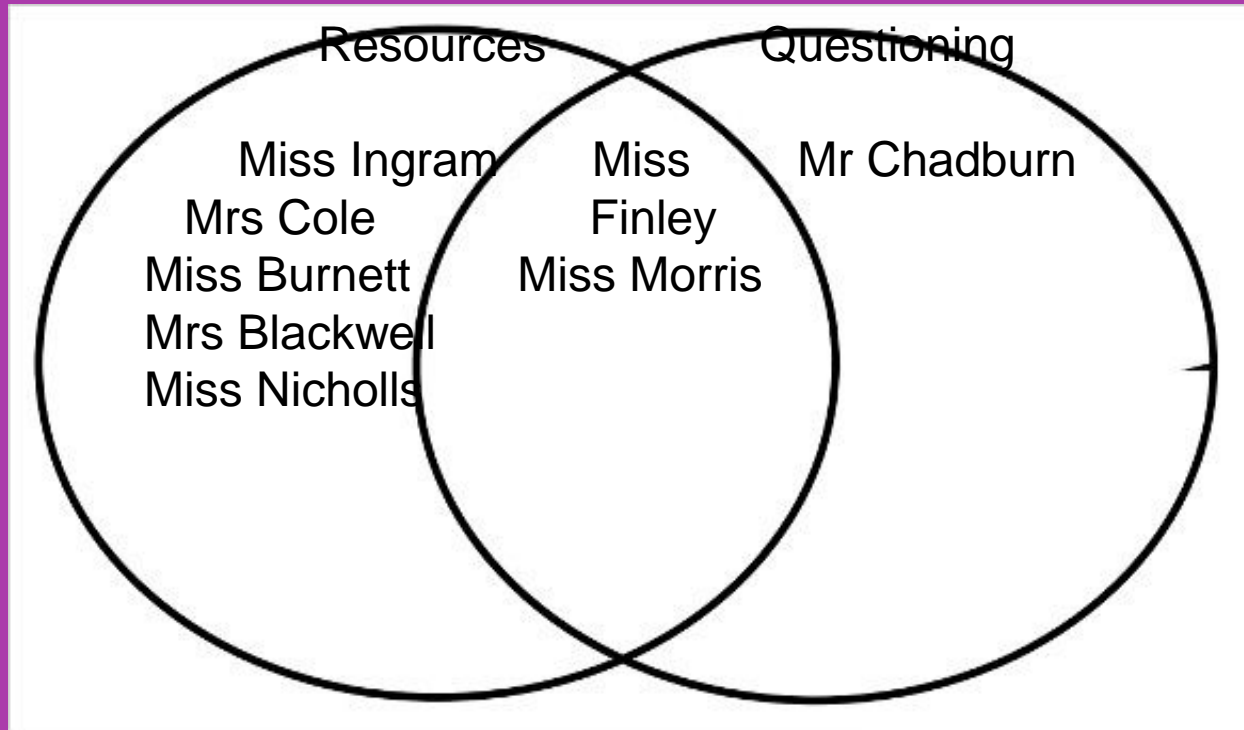 Resources
Questioning
Miss Ingram
Mrs Cole
Miss Burnett
Mrs Blackwell
Miss Nicholls
Miss
Finley
Miss Morris
Mr Chadburn